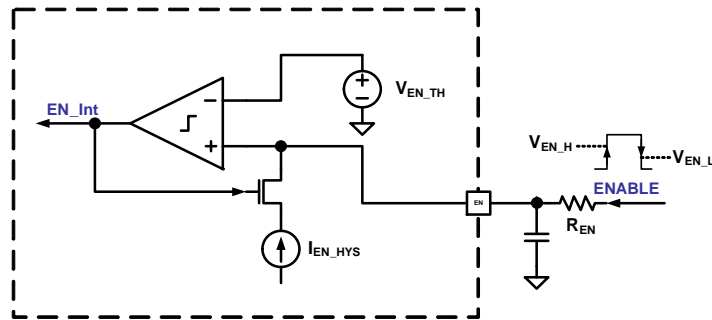 EN_Int
−
+
+
−
V_EN_TH
I_EN_HYS
EN
V_EN_H
V_EN_L
ENABLE
R_EN